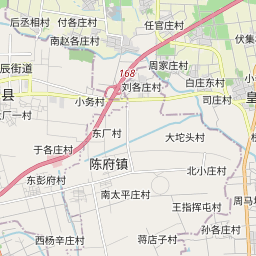 后丞相村
付各庄村
任官庄村
伏集
南赵各庄村
周家庄村
辰街道
168
白庄东村
刘各庄村
县
小务村
司庄村
皇
厂一村
东厂村
大坨头村
于各庄村
陈府镇
北小庄村
东彭府村
南太平庄村
周马
王指挥屯村
孙各庄村
西杨辛庄村
蒋店子村